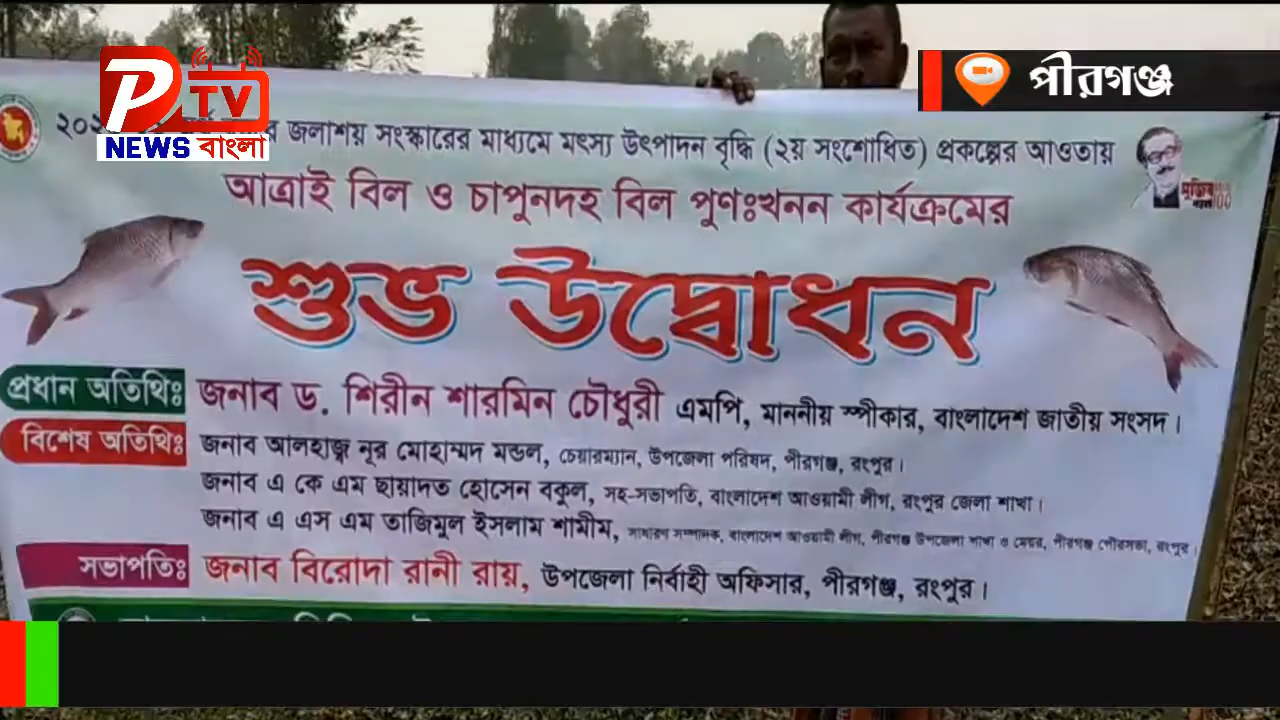 PTV
NEWS বাংলা
পীরগঞ্জ
জলাশয় সংস্কারের মাধ্যমে মৎস্য উৎপাদন বৃদ্ধি (২য় সংশোধিত) প্রকল্পের আওতায়
আত্রাই বিল ও চাপুনদহ বিল পুণঃখনন কার্যক্রমের
শুভ উদ্বোধন
প্রধান অতিথিঃ জনাব ড. শিরীন শারমিন চৌধুরী এমপি, মাননীয় স্পীকার, বাংলাদেশ জাতীয় সংসদ।
বিশেষ অতিথিঃ জনাব আলহাজ্ব নূর মোহাম্মদ মন্ডল, চেয়ারম্যান, উপজেলা পরিষদ, পীরগঞ্জ, রংপুর।
জনাব এ কে এম ছায়াদত হোসেন বকুল, সহ-সভাপতি, বাংলাদেশ আওয়ামী লীগ, রংপুর জেলা শাখা।
জনাব এ এস এম তাজিমুল ইসলাম শামীম, সাধারণ সম্পাদক, বাংলাদেশ আওয়ামী লীগ, পীরগঞ্জ উপজেলা শাখা ও মেয়র, পীরগঞ্জ পৌরসভা, রংপুর।
সভাপতিঃ জনাব বিরোদা রানী রায়, উপজেলা নির্বাহী অফিসার, পীরগঞ্জ, রংপুর।